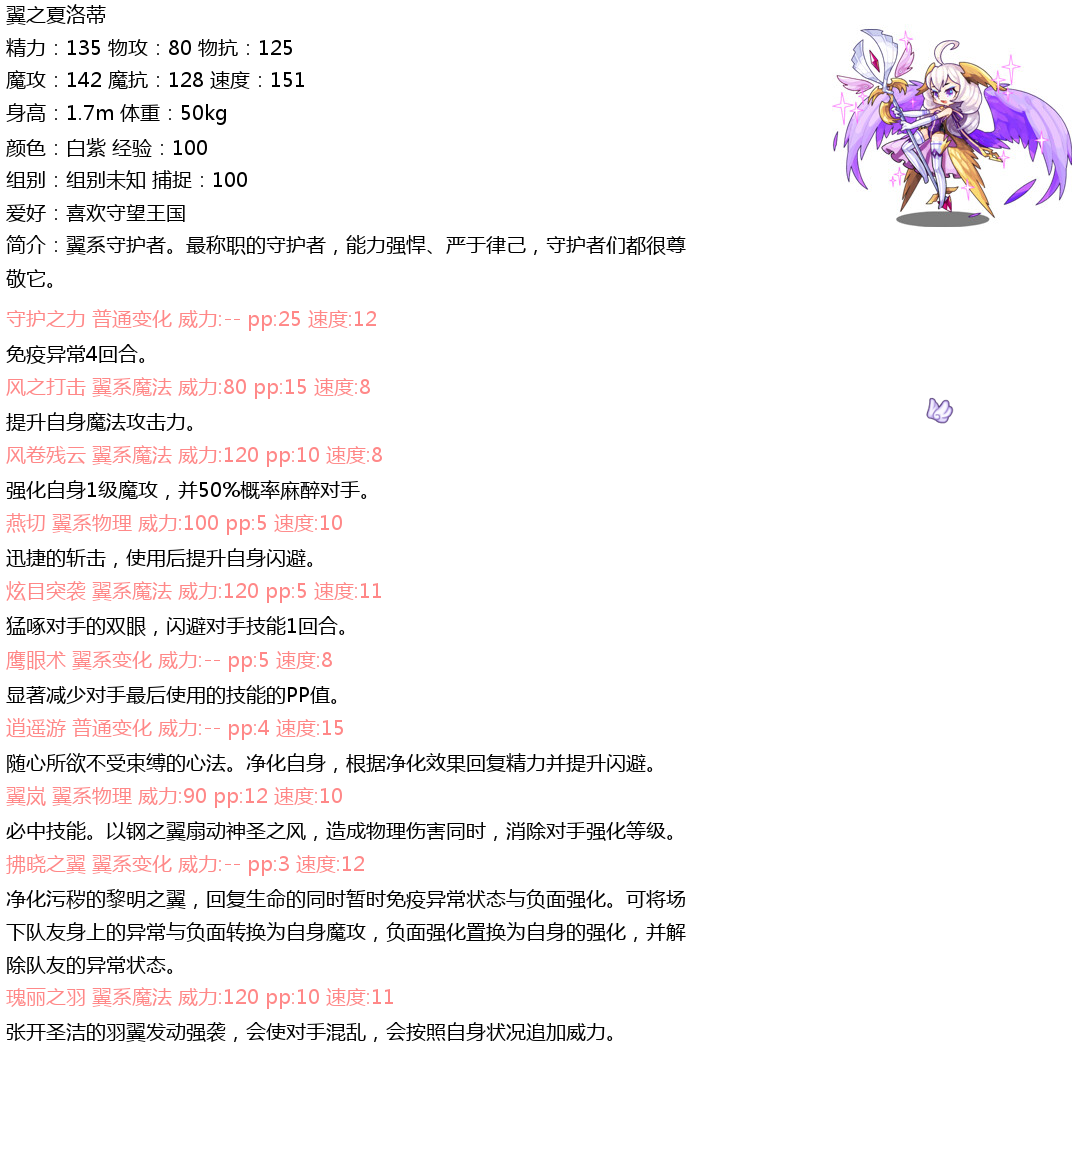 翼之夏洛蒂
精力：135 物攻：80 物抗：125
魔攻：142 魔抗：128 速度：151
身高：1.7m 体重：50kg
颜色：白紫 经验：100
组别：组别未知 捕捉：100
爱好：喜欢守望王国
简介：翼系守护者。最称职的守护者，能力强悍、严于律己，守护者们都很尊
敬它。
守护之力 普通变化 威力:-- pp:25 速度:12
免疫异常4回合。
风之打击 翼系魔法 威力:80 pp:15 速度:8
提升自身魔法攻击力。
风卷残云 翼系魔法 威力:120 pp:10 速度:8
强化自身1级魔攻，并50%概率麻醉对手。
燕切 翼系物理 威力:100 pp:5 速度:10
迅捷的斩击，使用后提升自身闪避。
炫目突袭 翼系魔法 威力:120 pp:5 速度:11
猛啄对手的双眼，闪避对手技能1回合。
鹰眼术 翼系变化 威力:-- pp:5 速度:8
显著减少对手最后使用的技能的PP值。
逍遥游 普通变化 威力:-- pp:4 速度:15
随心所欲不受束缚的心法。净化自身，根据净化效果回复精力并提升闪避。
翼岚 翼系物理 威力:90 pp:12 速度:10
必中技能。以钢之翼扇动神圣之风，造成物理伤害同时，消除对手强化等级。
拂晓之翼 翼系变化 威力:-- pp:3 速度:12
净化污秽的黎明之翼，回复生命的同时暂时免疫异常状态与负面强化。可将场
下队友身上的异常与负面转换为自身魔攻，负面强化置换为自身的强化，并解
除队友的异常状态。
瑰丽之羽 翼系魔法 威力:120 pp:10 速度:11
张开圣洁的羽翼发动强袭，会使对手混乱，会按照自身状况追加威力。